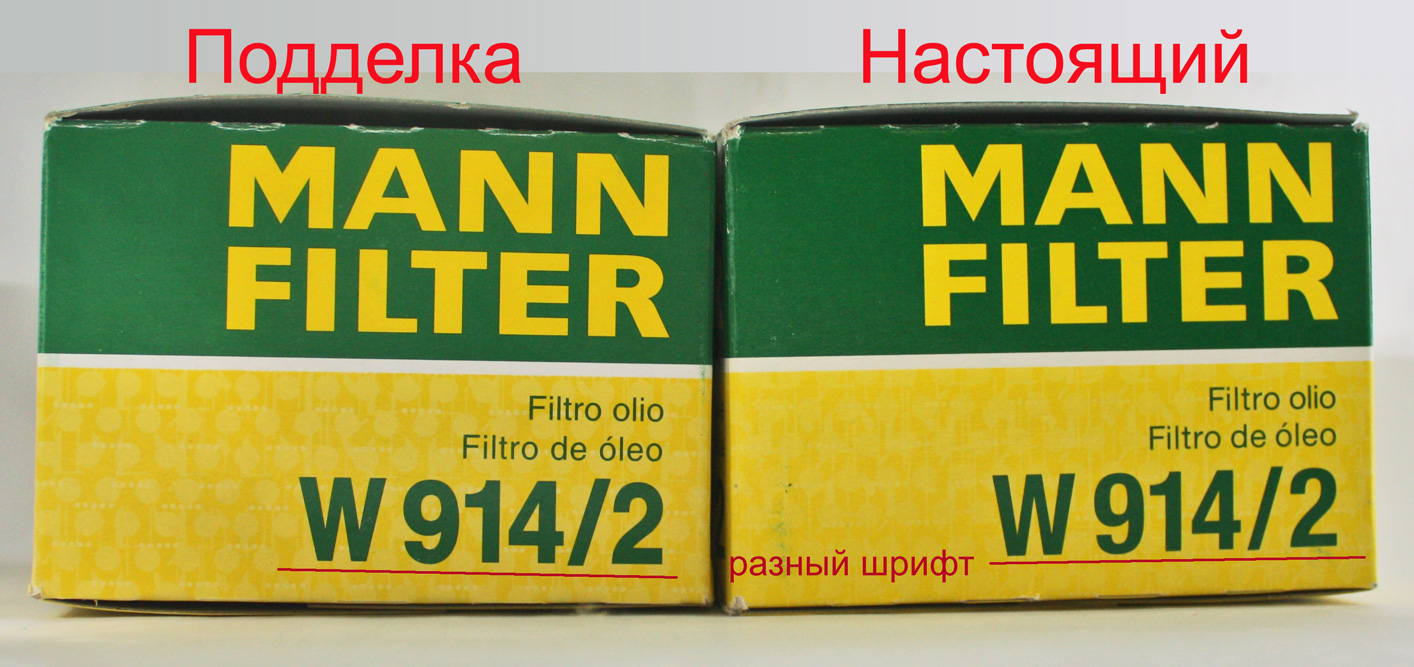 Подделка
Настоящий
MANN
FILTER
Filtro olio
Filtro de óleo
W 914/2
MANN
FILTER
Filtro olio
Filtro de óleo
W 914/2
разный шрифт